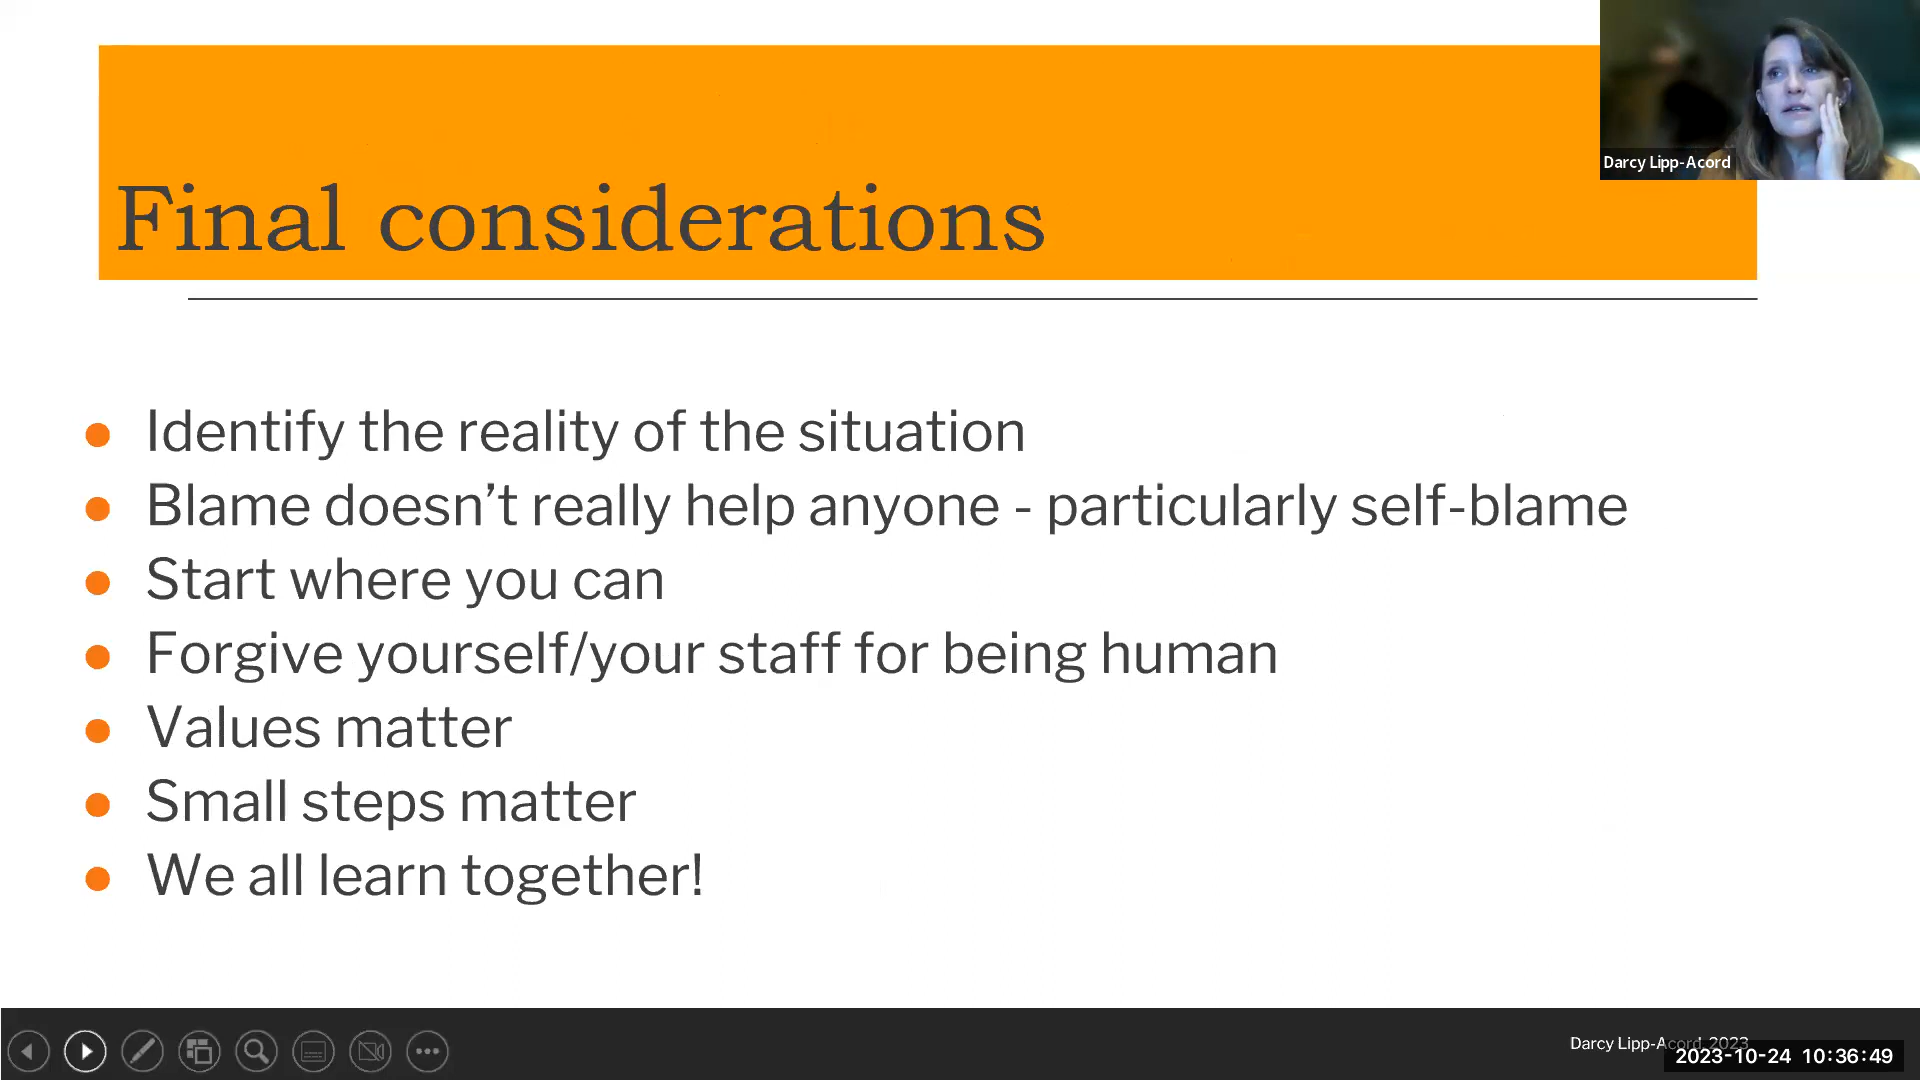 Final considerations
Darcy Lipp-Acord
Identify the reality of the situation
Blame doesn’t really help anyone - particularly self-blame
Start where you can
Forgive yourself/your staff for being human
Values matter
Small steps matter
We all learn together!
Darcy Lipp-Acord, 2023
2023-10-24 10:36:49